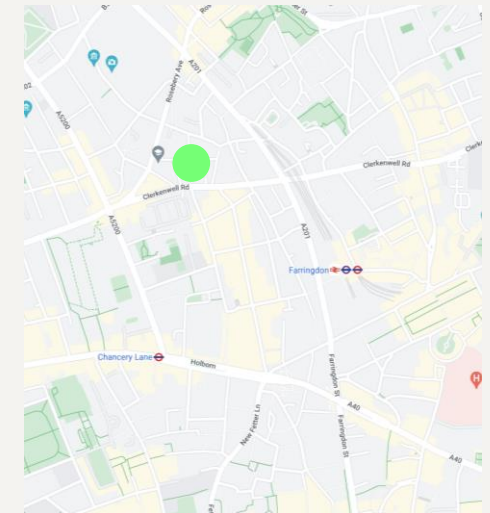 A201
Rosebery Ave
A5200
Clerkenwell Rd
Clerkenwell Rd
A5200
A201
Farringdon
Chancery Lane
Holborn
Farringdon St
A40
New Fetter Ln
Farringdon St
A40
H